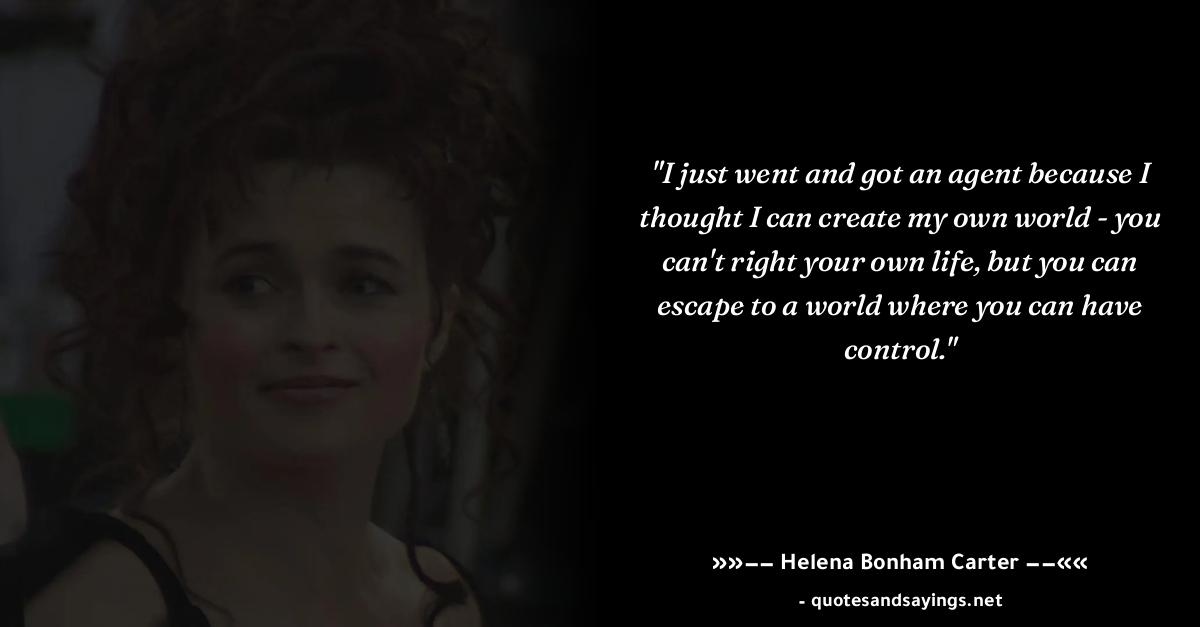 "I just went and got an agent because I
thought I can create my own world - you
can't right your own life, but you can
escape to a world where you can have
control."
»»-- Helena Bonham Carter --««
- quotesandsayings.net